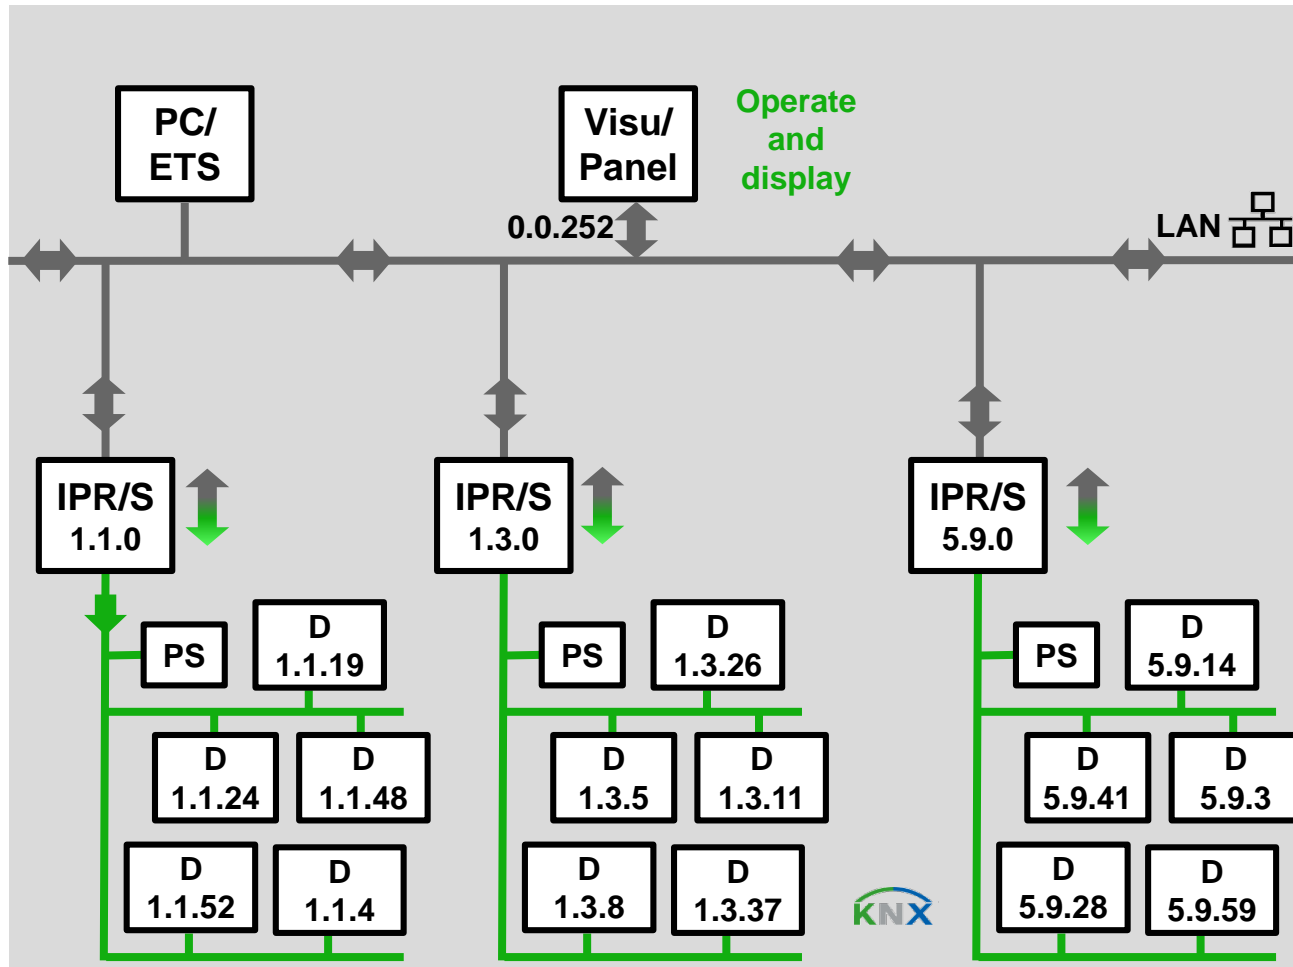 PC/
ETS
Visu/
Panel
Operate
and
display
0.0.252
LAN
IPR/S
1.1.0
IPR/S
1.3.0
IPR/S
5.9.0
PS
D
1.1.19
PS
D
1.3.26
PS
D
5.9.14
D
1.1.24
D
1.1.48
D
1.3.5
D
1.3.11
D
5.9.41
D
5.9.3
D
1.1.52
D
1.1.4
D
1.3.8
D
1.3.37
KNX
D
5.9.28
D
5.9.59